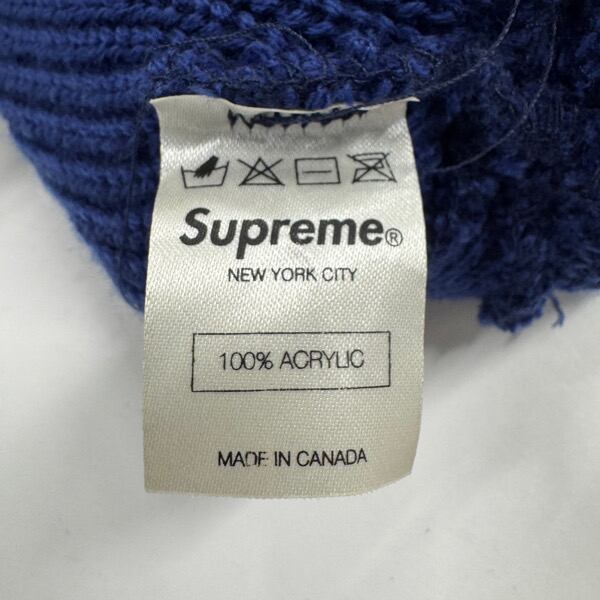 Supreme®
NEW YORK CITY
100% ACRYLIC
MADE IN CANADA